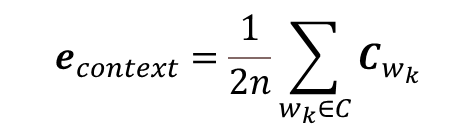 𝒆_context = 1/2n ∑_{w_k∈C} 𝑪_{w_k}